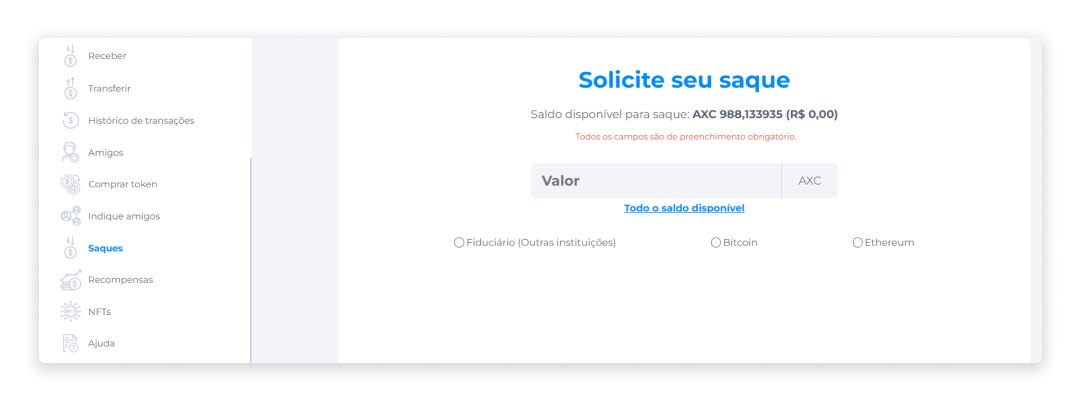 Receber
Transferir
Histórico de transações
Amigos
Comprar token
Indique amigos
Saques
Recompensas
NFTs
Ajuda
Solicite seu saque
Saldo disponível para saque: AXC 988,133935 (R$ 0,00)
Todos os campos são de preenchimento obrigatório.
Valor AXC
Todo o saldo disponível
Fiduciário (Outras instituições) Bitcoin Ethereum